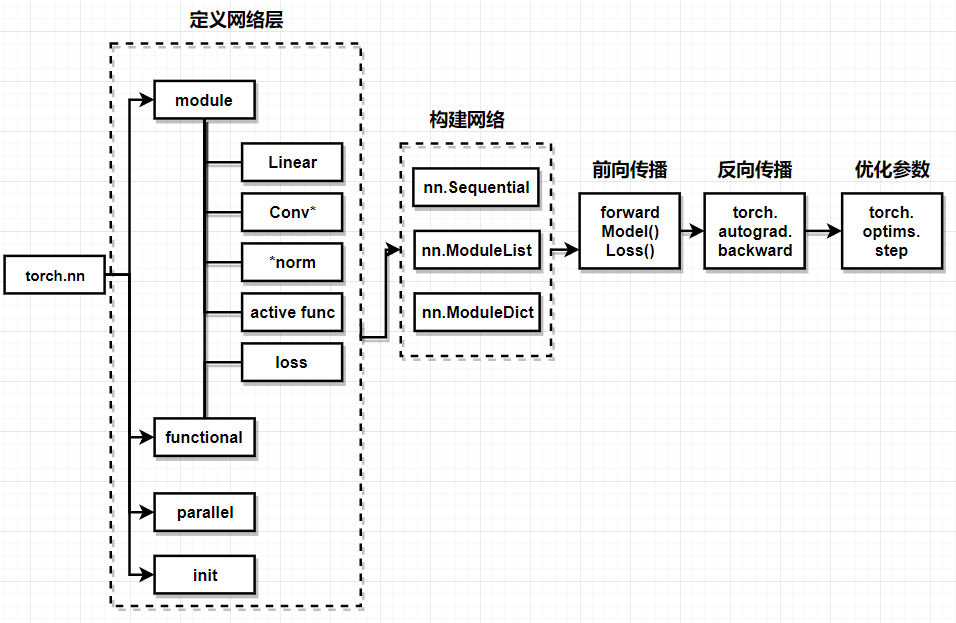 定义网络层
module
Linear
Conv*
*norm
active func
loss
torch.nn
functional
parallel
init
构建网络
nn.Sequential
nn.ModuleList
nn.ModuleDict
前向传播
forward
Model()
Loss()
反向传播
torch.
autograd.
backward
优化参数
torch.
optims.
step